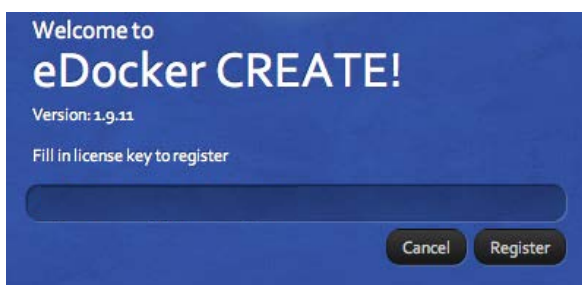 Welcome to
eDocker CREATE!
Version: 1.9.11
Fill in license key to register
Cancel Register